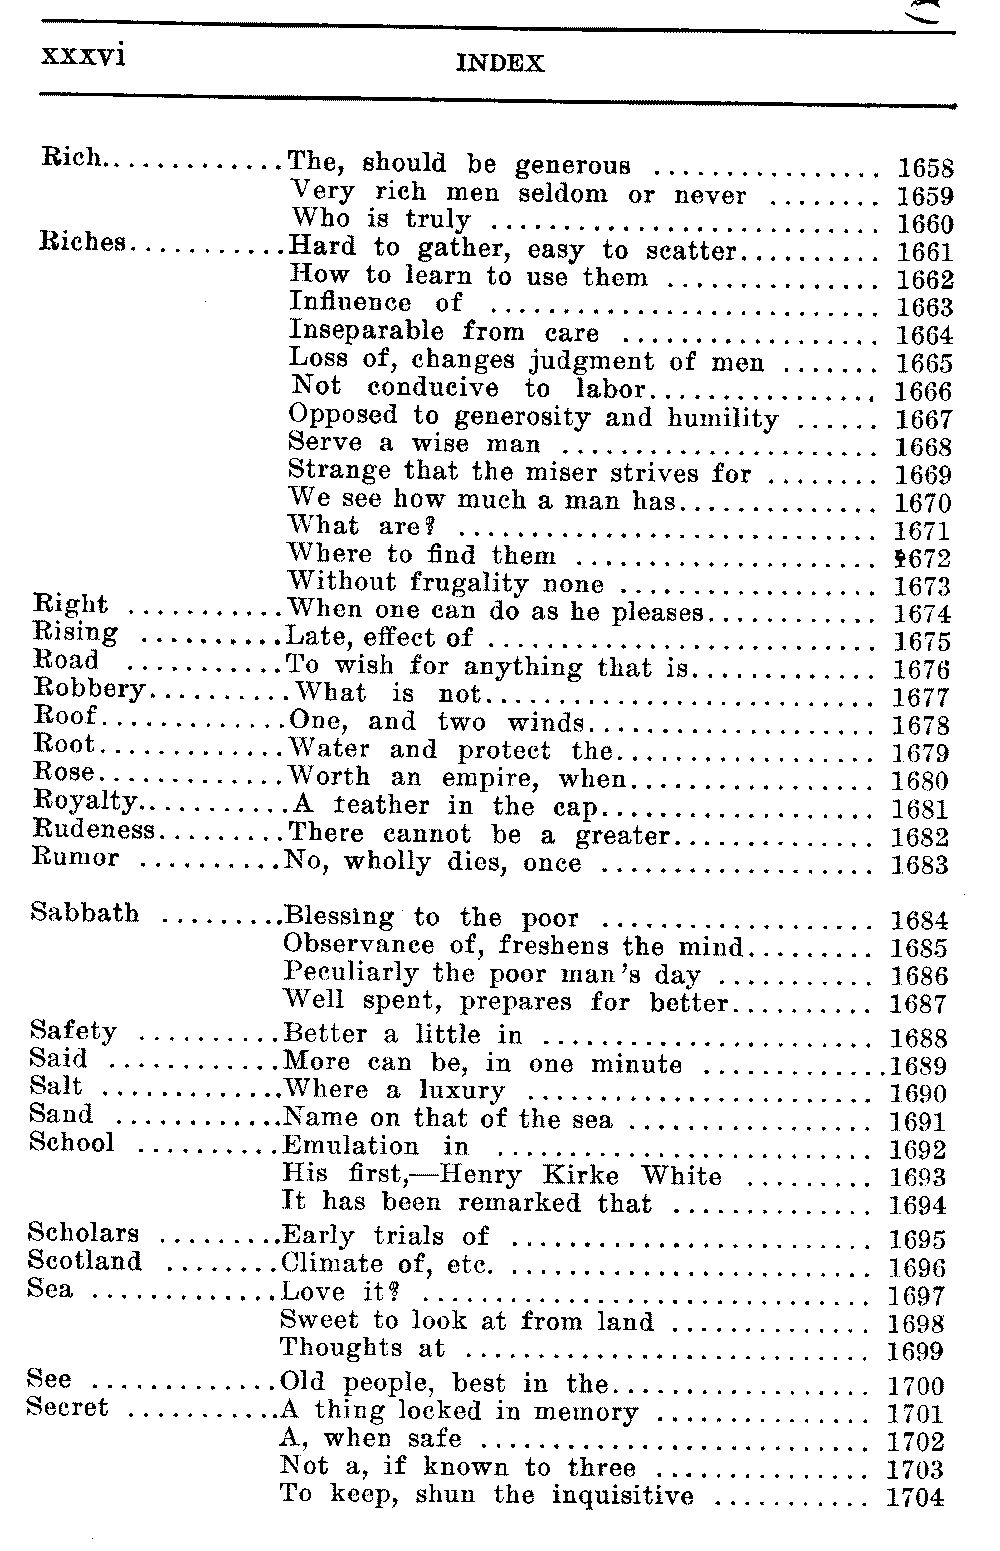 xxxvi INDEX
Rich.............The, should be generous ................ 1658
Very rich men seldom or never ........ 1659
Who is truly ........................... 1660
Riches...........Hard to gather, easy to scatter.......... 1661
How to learn to use them ............... 1662
Influence of ........................... 1663
Inseparable from care .................. 1664
Loss of, changes judgment of men ....... 1665
Not conducive to labor................ 1666
Opposed to generosity and humility ...... 1667
Serve a wise man ...................... 1668
Strange that the miser strives for ........ 1669
We see how much a man has.............. 1670
What are? ............................. 1671
Where to find them ..................... 1672
Without frugality none .................. 1673
Right ...........When one can do as he pleases............ 1674
Rising ..........Late, effect of ........................... 1675
Road ...........To wish for anything that is............. 1676
Robbery..........What is not........................... 1677
Roof.............One, and two winds.................... 1678
Root.............Water and protect the.................. 1679
Rose.............Worth an empire, when................. 1680
Royalty..........A feather in the cap................... 1681
Rudeness.........There cannot be a greater.............. 1682
Rumor ..........No, wholly dies, once ................... 1683
Sabbath .........Blessing to the poor ................... 1684
Observance of, freshens the mind......... 1685
Peculiarly the poor man's day ........... 1686
Well spent, prepares for better.......... 1687
Safety ..........Better a little in ....................... 1688
Said ............More can be, in one minute ............1689
Salt .............Where a luxury ........................ 1690
Sand ............Name on that of the sea ................. 1691
School ..........Emulation in .......................... 1692
His first,—Henry Kirke White ......... 1693
It has been remarked that .............. 1694
Scholars .........Early trials of ......................... 1695
Scotland ........Climate of, etc. ......................... 1696
Sea .............Love it? ............................... 1697
Sweet to look at from land .............. 1698
Thoughts at ............................ 1699
See .............Old people, best in the.................. 1700
Secret ...........A thing locked in memory ............... 1701
A, when safe ........................... 1702
Not a, if known to three ............... 1703
To keep, shun the inquisitive ........... 1704